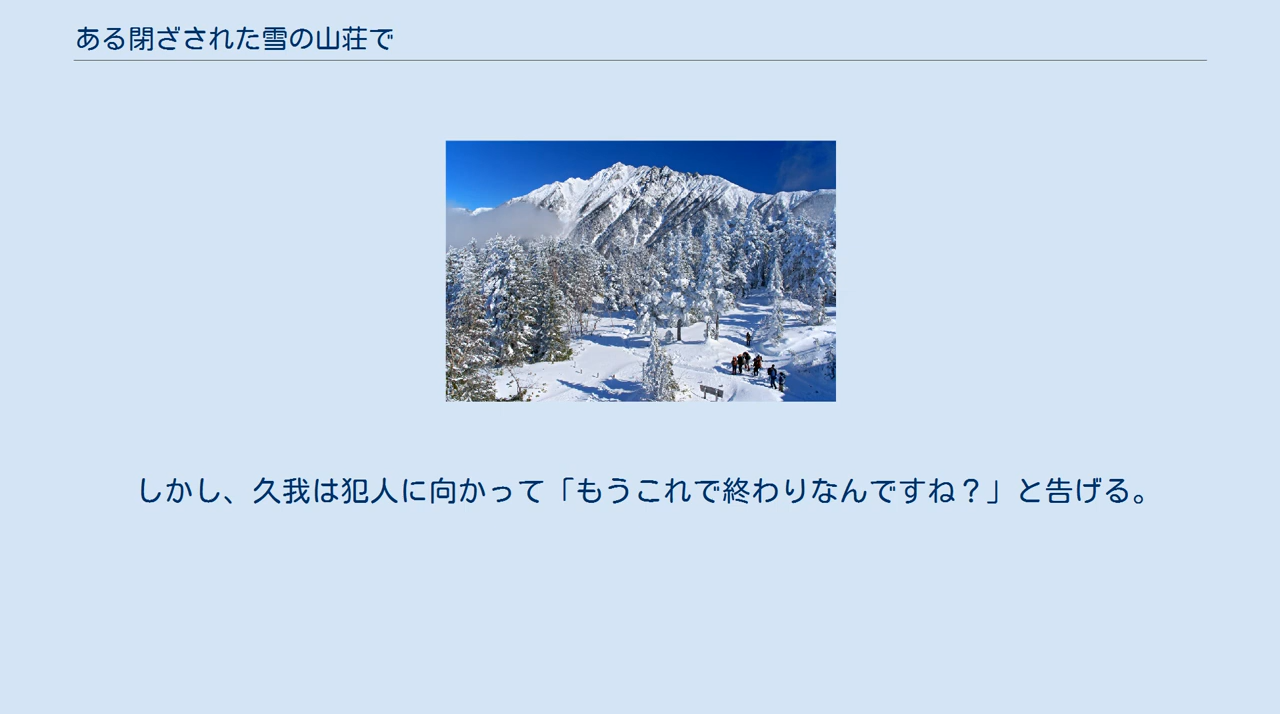 ある閉ざされた雪の山荘で
しかし、久我は犯人に向かって「もうこれで終わりなんですね？」と告げる。